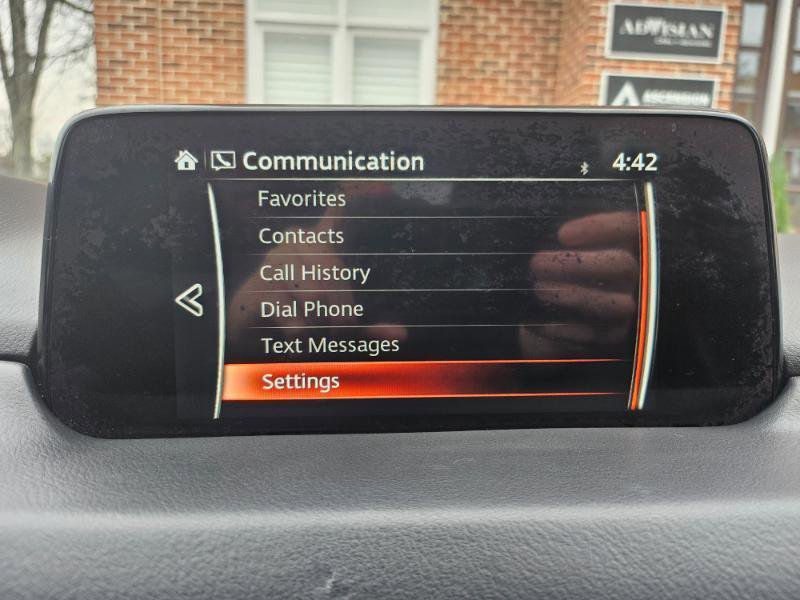 ADVISIAN
ASCENSION
Communication
4:42
Favorites
Contacts
Call History
Dial Phone
Text Messages
Settings